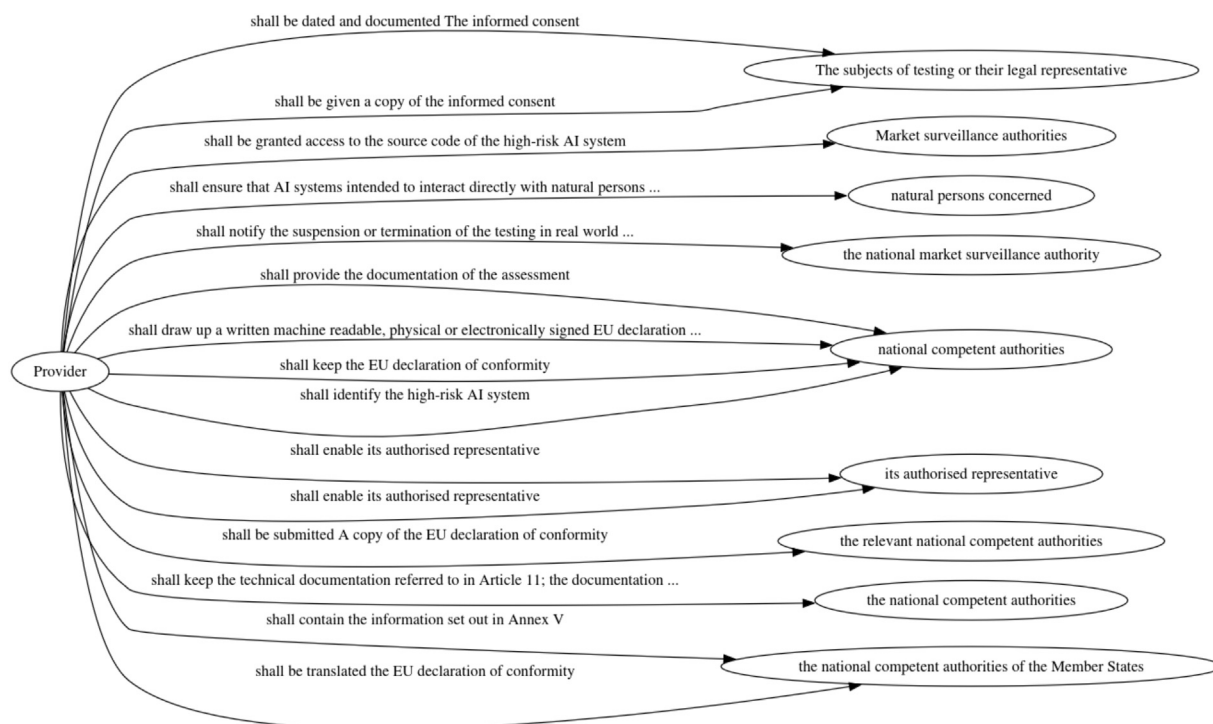 shall be dated and documented The informed consent
The subjects of testing or their legal representative
shall be given a copy of the informed consent
Market surveillance authorities
shall be granted access to the source code of the high-risk AI system
shall ensure that AI systems intended to interact directly with natural persons ...
natural persons concerned
shall notify the suspension or termination of the testing in real world ...
the national market surveillance authority
shall provide the documentation of the assessment
shall draw up a written machine readable, physical or electronically signed EU declaration ...
national competent authorities
shall keep the EU declaration of conformity
Provider
shall identify the high-risk AI system
shall enable its authorised representative
its authorised representative
shall enable its authorised representative
shall be submitted A copy of the EU declaration of conformity
the relevant national competent authorities
shall keep the technical documentation referred to in Article 11; the documentation ...
the national competent authorities
shall contain the information set out in Annex V
the national competent authorities of the Member States
shall be translated the EU declaration of conformity